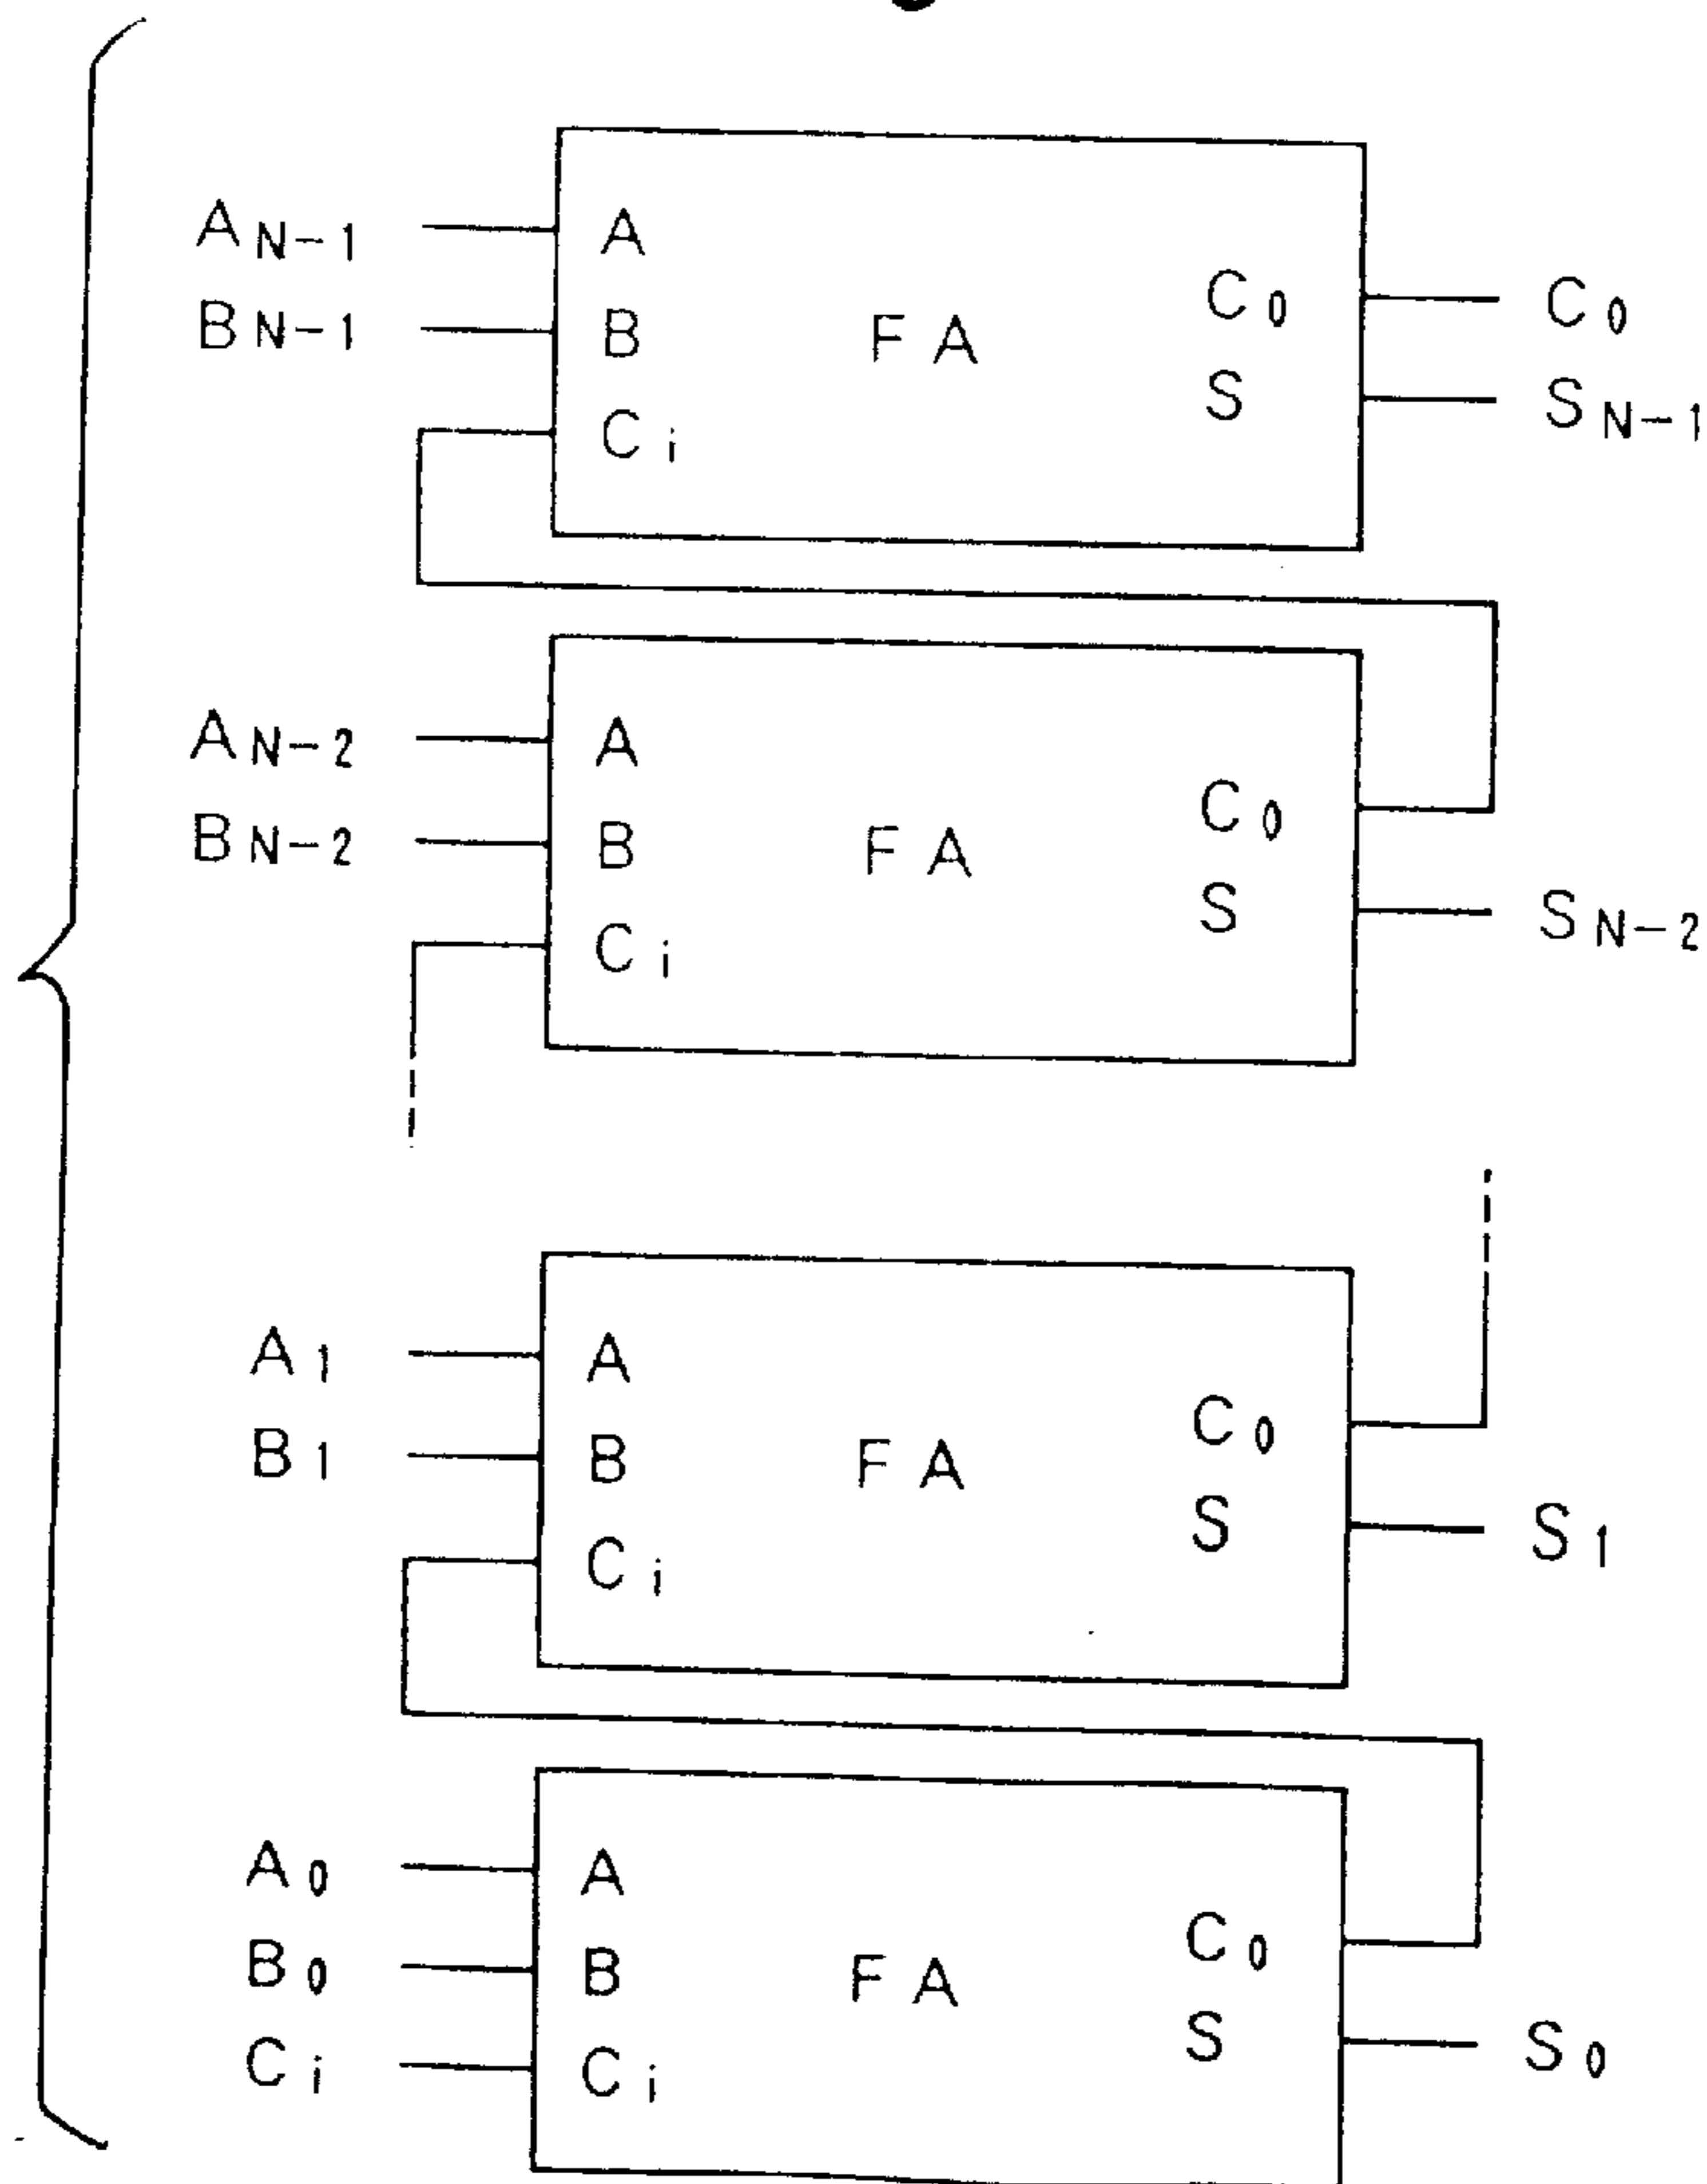 A N-1 A C 0 C 0
B N-1 B F A S S N-1
C i
A N-2 A C 0
B N-2 B F A S S N-2
C i
A 1 A C 0
B 1 B F A S S 1
C i
A 0 A C 0
B 0 B F A S S 0
C i C i